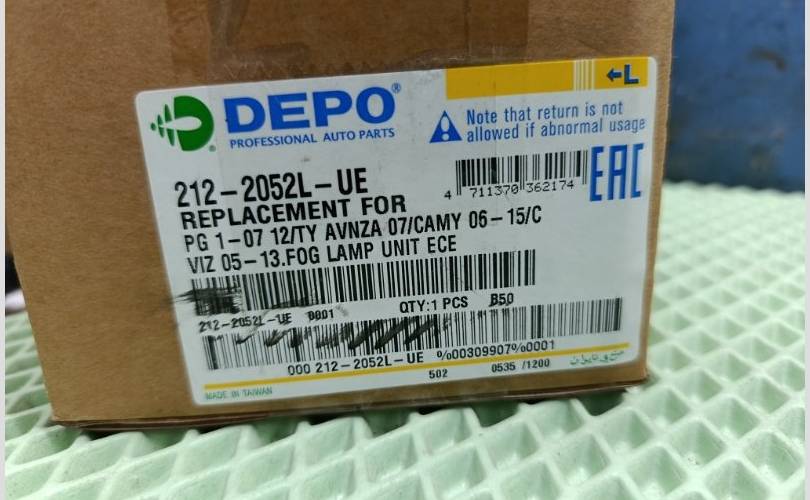 DEPO®
PROFESSIONAL AUTO PARTS
←L
Note that return is not
allowed if abnormal usage
212-2052L-UE
REPLACEMENT FOR
PG 1-07 12/TY AVNZA 07/CAMY 06-15/C
VIZ 05-13.FOG LAMP UNIT ECE
4 711370 362174
EAC
212-2052L-UE 0001 QTY:1 PCS B50
000 212-2052L-UE %00309907%0001
502 0535 /1200
MADE IN TAIWAN